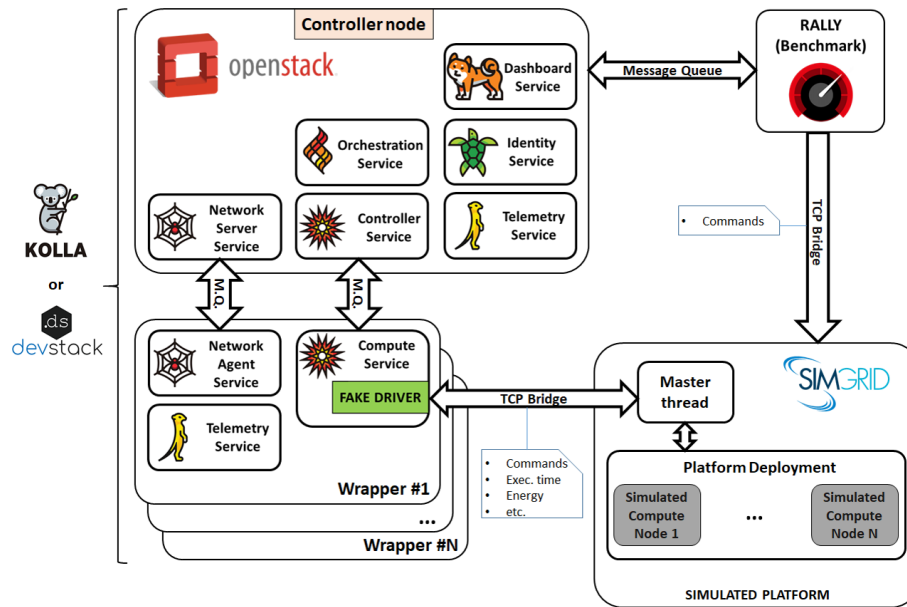 Controller node
openstack.
Dashboard
Service
Orchestration
Service
Identity
Service
Network
Server
Service
Controller
Service
Telemetry
Service
Message Queue
RALLY
(Benchmark)
TCP Bridge
• Commands
KOLLA
or
.ds
devstack
M.Q.
M.Q.
Network
Agent
Service
Compute
Service
FAKE DRIVER
Telemetry
Service
Wrapper #1
...
Wrapper #N
TCP Bridge
• Commands
• Exec. time
• Energy
• etc.
Master
thread
SIMGRID
Platform Deployment
Simulated
Compute
Node 1
...
Simulated
Compute
Node N
SIMULATED PLATFORM